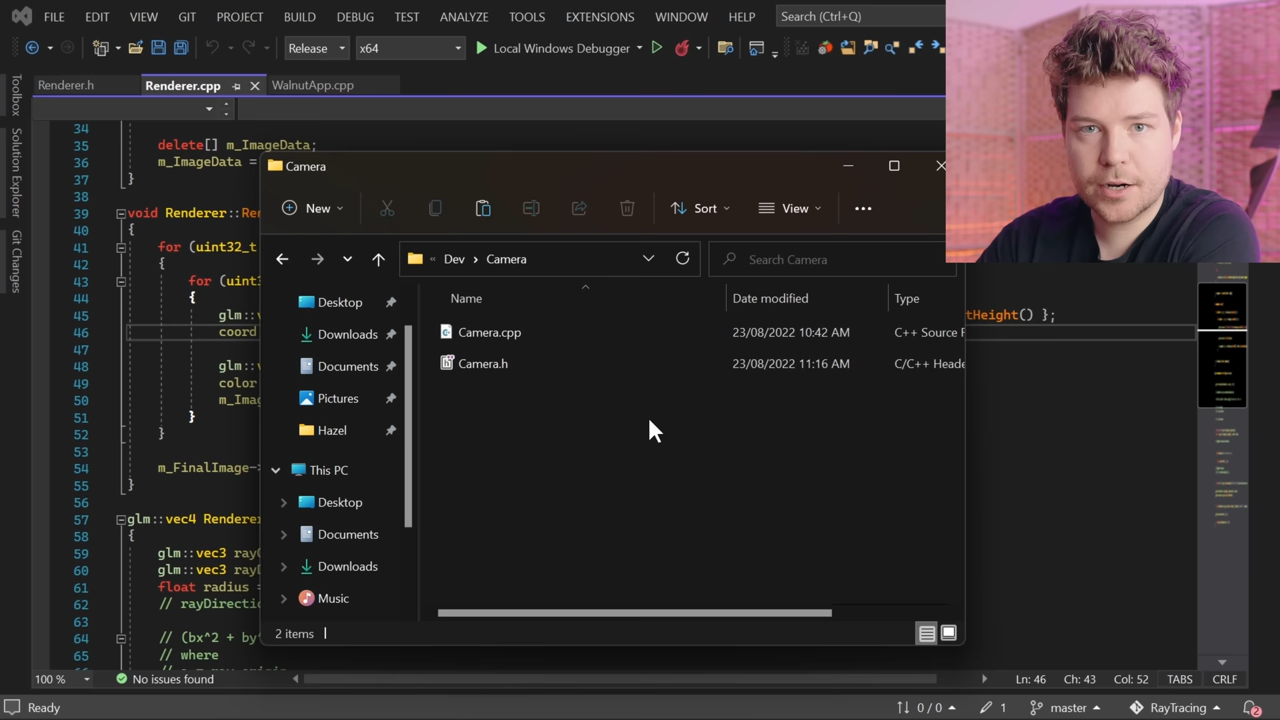 FILE EDIT VIEW GIT PROJECT BUILD DEBUG TEST ANALYZE TOOLS EXTENSIONS WINDOW HELP Search (Ctrl+Q)
Release x64 Local Windows Debugger
Renderer.h Renderer.cpp WalnutApp.cpp
Toolbox
Solution Explorer
Git Changes
34
35 delete[] m_ImageData;
36 m_ImageData =
37 }
38
39 void Renderer::Re
40 {
41 for (uint32_t
42 {
43 for (uint3
44 {
45 glm::v tHeight() };
46 coord
47
48 glm::v
49 color
50 m_Imag
51 }
52 }
53
54 m_FinalImage->
55 }
56
57 glm::vec4 Renderer
58 {
59 glm::vec3 ray
60 glm::vec3 ray
61 float radius =
62 // rayDirectio
63
64 // (bx^2 + by^
65 // where
Camera
New Sort View
Dev > Camera Search Camera
Name Date modified Type
Camera.cpp 23/08/2022 10:42 AM C++ Source F
Camera.h 23/08/2022 11:16 AM C/C++ Heade
Desktop
Downloads
Documents
Pictures
Hazel
This PC
Desktop
Documents
Downloads
Music
2 items
100 % No issues found Ln: 46 Ch: 43 Col: 52 TABS CRLF
Ready 0 / 0 1 master RayTracing 2